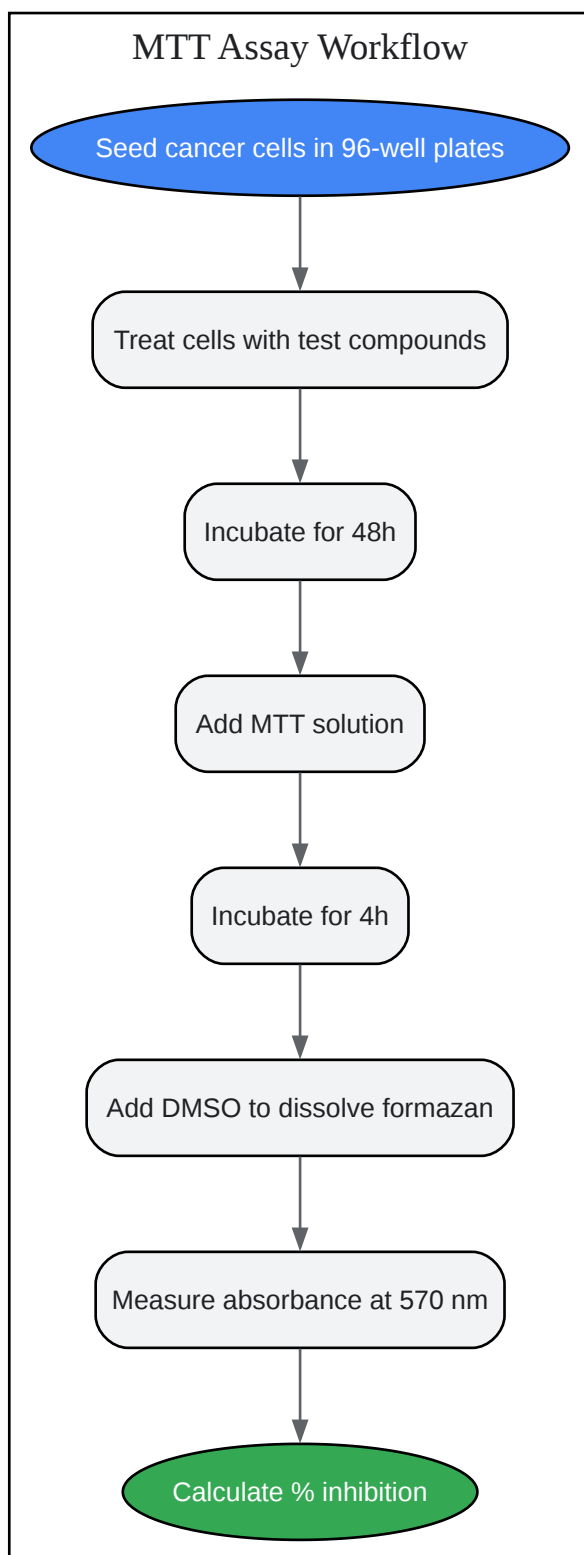 MTT Assay Workflow
Seed cancer cells in 96-well plates
Treat cells with test compounds
Incubate for 48h
Add MTT solution
Incubate for 4h
Add DMSO to dissolve formazan
Measure absorbance at 570 nm
Calculate % inhibition